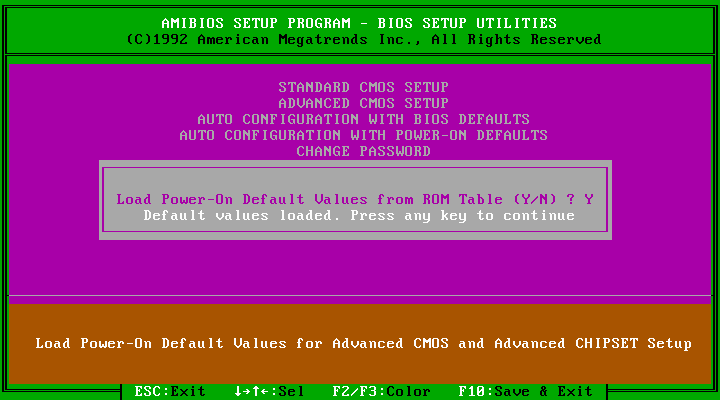 AMIBIOS SETUP PROGRAM - BIOS SETUP UTILITIES
(C)1992 American Megatrends Inc., All Rights Reserved
STANDARD CMOS SETUP
ADVANCED CMOS SETUP
AUTO CONFIGURATION WITH BIOS DEFAULTS
AUTO CONFIGURATION WITH POWER-ON DEFAULTS
CHANGE PASSWORD
Load Power-On Default Values from ROM Table (Y/N) ? Y
Default values loaded. Press any key to continue
Load Power-On Default Values for Advanced CMOS and Advanced CHIPSET Setup
ESC:Exit ↓→↑←:Sel F2/F3:Color F10:Save & Exit